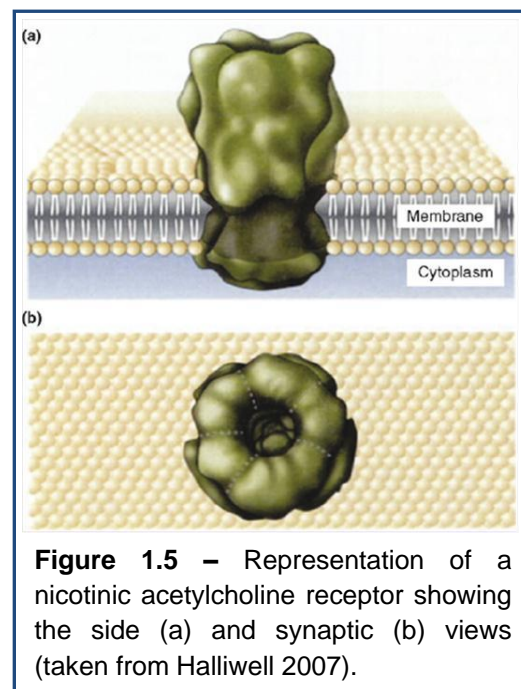 (a)
Membrane
Cytoplasm
(b)
Figure 1.5 – Representation of a
nicotinic acetylcholine receptor showing
the side (a) and synaptic (b) views
(taken from Halliwell 2007).